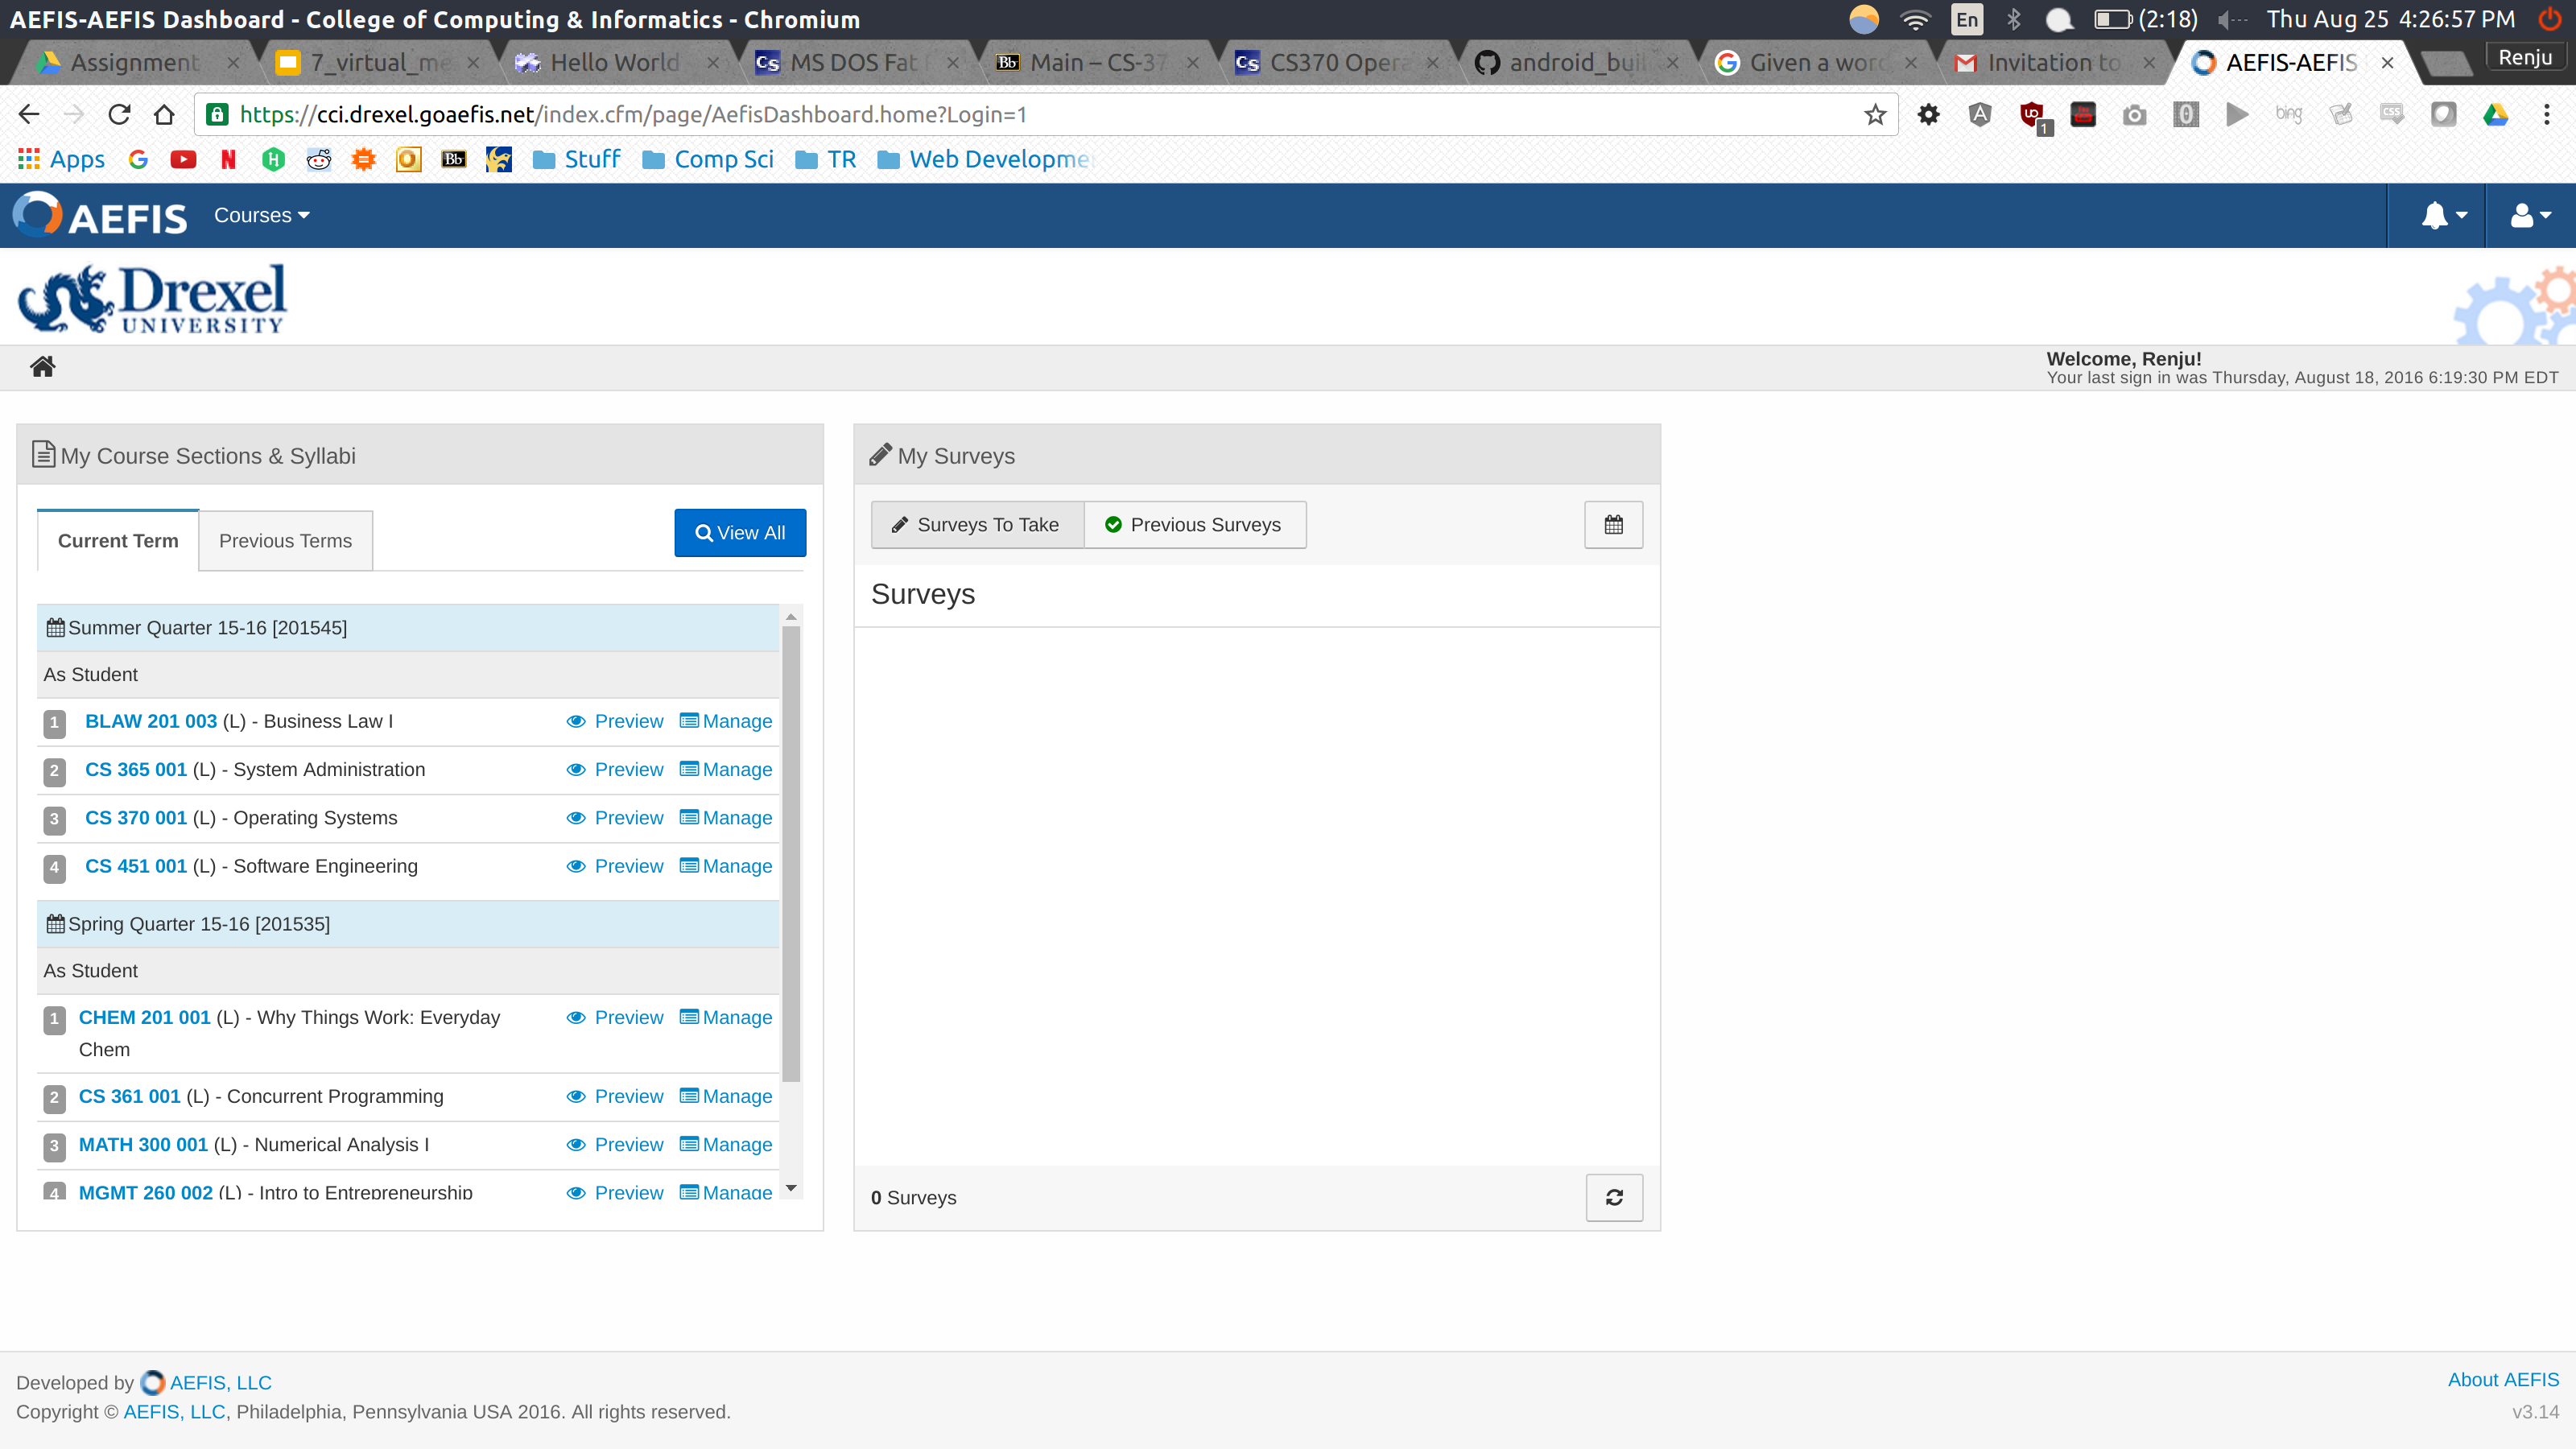 AEFIS-AEFIS Dashboard - College of Computing & Informatics - Chromium
En (2:18) Thu Aug 25 4:26:57 PM
Assignment 7_virtual_me Hello World MS DOS Fat Main – CS-37 CS370 Opera android_buil Given a word Invitation to AEFIS-AEFIS Renju
https://cci.drexel.goaefis.net/index.cfm/page/AefisDashboard.home?Login=1
Apps Stuff Comp Sci TR Web Developme
AEFIS Courses
Drexel
UNIVERSITY
Welcome, Renju!
Your last sign in was Thursday, August 18, 2016 6:19:30 PM EDT
My Course Sections & Syllabi
Current Term Previous Terms View All
Summer Quarter 15-16 [201545]
As Student
1 BLAW 201 003 (L) - Business Law I Preview Manage
2 CS 365 001 (L) - System Administration Preview Manage
3 CS 370 001 (L) - Operating Systems Preview Manage
4 CS 451 001 (L) - Software Engineering Preview Manage
Spring Quarter 15-16 [201535]
As Student
1 CHEM 201 001 (L) - Why Things Work: Everyday Preview Manage
Chem
2 CS 361 001 (L) - Concurrent Programming Preview Manage
3 MATH 300 001 (L) - Numerical Analysis I Preview Manage
4 MGMT 260 002 (L) - Intro to Entrepreneurship Preview Manage
My Surveys
Surveys To Take Previous Surveys
Surveys
0 Surveys
Developed by AEFIS, LLC
Copyright © AEFIS, LLC, Philadelphia, Pennsylvania USA 2016. All rights reserved.
About AEFIS
v3.14